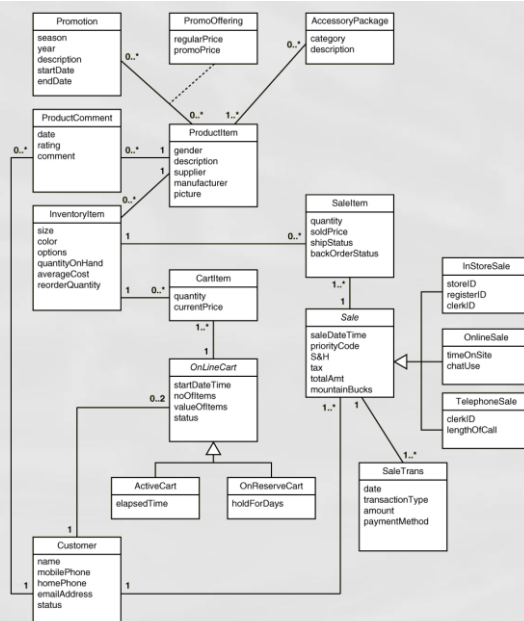 Promotion
season
year
description
startDate
endDate
PromoOffering
regularPrice
promoPrice
AccessoryPackage
category
description
0..*
0..*
0..*
1..*
ProductComment
date
rating
comment
0..*
0..*
1
ProductItem
gender
description
supplier
manufacturer
picture
1
0..*
InventoryItem
size
color
options
quantityOnHand
averageCost
reorderQuantity
1
0..*
SaleItem
quantity
soldPrice
shipStatus
backOrderStatus
1
0..*
CartItem
quantity
currentPrice
1..*
1
1..*
1
Sale
saleDateTime
priorityCode
S&H
tax
totalAmt
mountainBucks
InStoreSale
storeID
registerID
clerkID
OnlineSale
timeOnSite
chatUse
TelephoneSale
clerkID
lengthOfCall
OnLineCart
startDateTime
noOfItems
valueOfItems
status
0..2
1..*
1
1..*
ActiveCart
elapsedTime
OnReserveCart
holdForDays
SaleTrans
date
transactionType
amount
paymentMethod
1
Customer
name
mobilePhone
homePhone
emailAddress
status
1
1